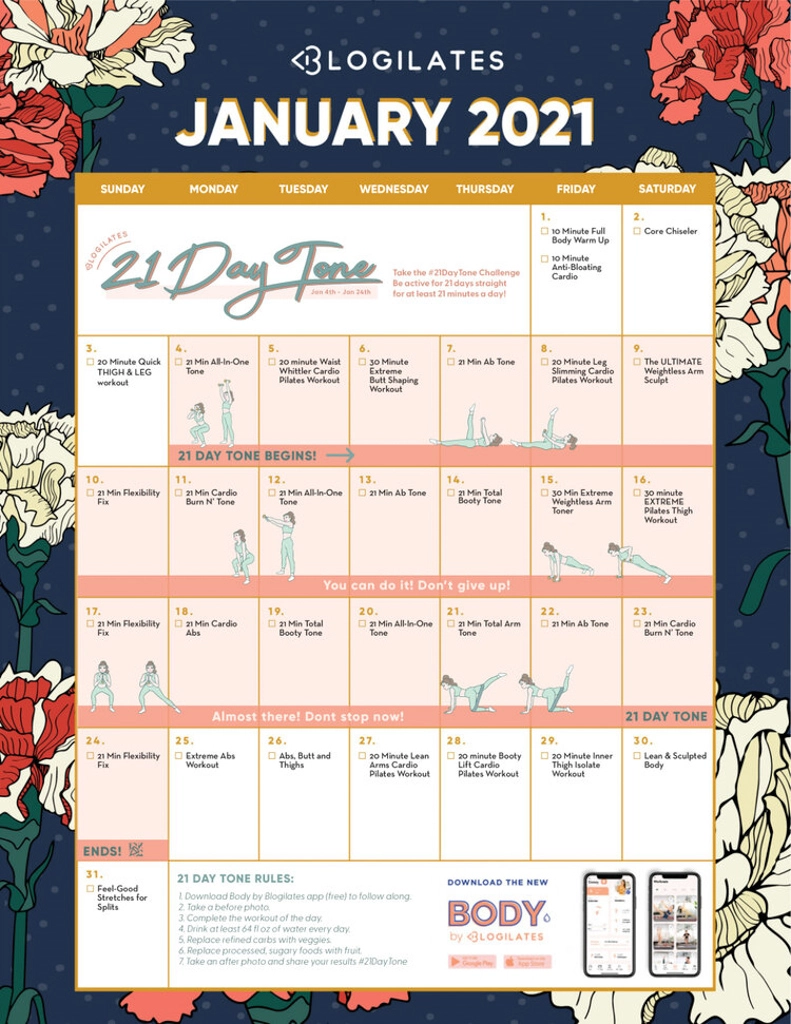 BLOGILATES
JANUARY 2021
SUNDAY MONDAY TUESDAY WEDNESDAY THURSDAY FRIDAY SATURDAY
BLOGILATES
21 Day Tone
Jan 4th - Jan 24th
Take the #21DayTone Challenge
Be active for 21 days straight
for at least 21 minutes a day!
1.
10 Minute Full
Body Warm Up
10 Minute
Anti-Bloating
Cardio
2.
Core Chiseler
3.
20 Minute Quick
THIGH & LEG
workout
4.
21 Min All-In-One
Tone
5.
20 minute Waist
Whittler Cardio
Pilates Workout
6.
30 Minute
Extreme
Butt Shaping
Workout
7.
21 Min Ab Tone
8.
20 Minute Leg
Slimming Cardio
Pilates Workout
9.
The ULTIMATE
Weightless Arm
Sculpt
21 DAY TONE BEGINS!
10.
21 Min Flexibility
Fix
11.
21 Min Cardio
Burn N' Tone
12.
21 Min All-In-One
Tone
13.
21 Min Ab Tone
14.
21 Min Total
Booty Tone
15.
30 Min Extreme
Weightless Arm
Toner
16.
30 minute
EXTREME
Pilates Thigh
Workout
You can do it! Don't give up!
17.
21 Min Flexibility
Fix
18.
21 Min Cardio
Abs
19.
21 Min Total
Booty Tone
20.
21 Min All-In-One
Tone
21.
21 Min Total Arm
Tone
22.
21 Min Ab Tone
23.
21 Min Cardio
Burn N' Tone
Almost there! Dont stop now!
21 DAY TONE
24.
21 Min Flexibility
Fix
25.
Extreme Abs
Workout
26.
Abs, Butt and
Thighs
27.
20 Minute Lean
Arms Cardio
Pilates Workout
28.
20 minute Booty
Lift Cardio
Pilates Workout
29.
20 Minute Inner
Thigh Isolate
Workout
30.
Lean & Sculpted
Body
ENDS!
31.
Feel-Good
Stretches for
Splits
21 DAY TONE RULES:
1. Download Body by Blogilates app (free) to follow along.
2. Take a before photo.
3. Complete the workout of the day.
4. Drink at least 64 fl oz of water every day.
5. Replace refined carbs with veggies.
6. Replace processed, sugary foods with fruit.
7. Take an after photo and share your results #21DayTone
DOWNLOAD THE NEW
BODY
by BLOGILATES
Google Play
App Store